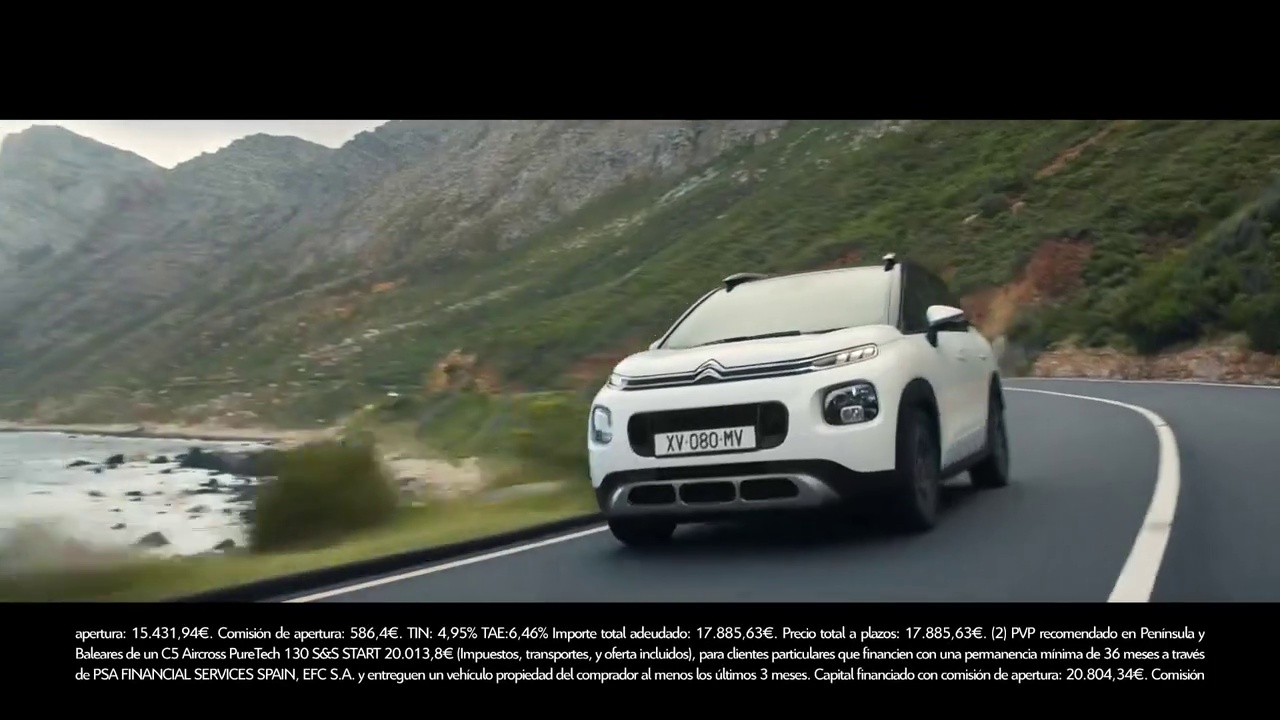 XV-080-MV
apertura: 15.431,94€. Comisión de apertura: 586,4€. TIN: 4,95% TAE:6,46% Importe total adeudado: 17.885,63€. Precio total a plazos: 17.885,63€. (2) PVP recomendado en Península y
Baleares de un C5 Aircross PureTech 130 S&S START 20.013,8€ (Impuestos, transportes, y oferta incluidos), para clientes particulares que financien con una permanencia mínima de 36 meses a través
de PSA FINANCIAL SERVICES SPAIN, EFC S.A. y entreguen un vehículo propiedad del comprador al menos los últimos 3 meses. Capital financiado con comisión de apertura: 20.804,34€. Comisión